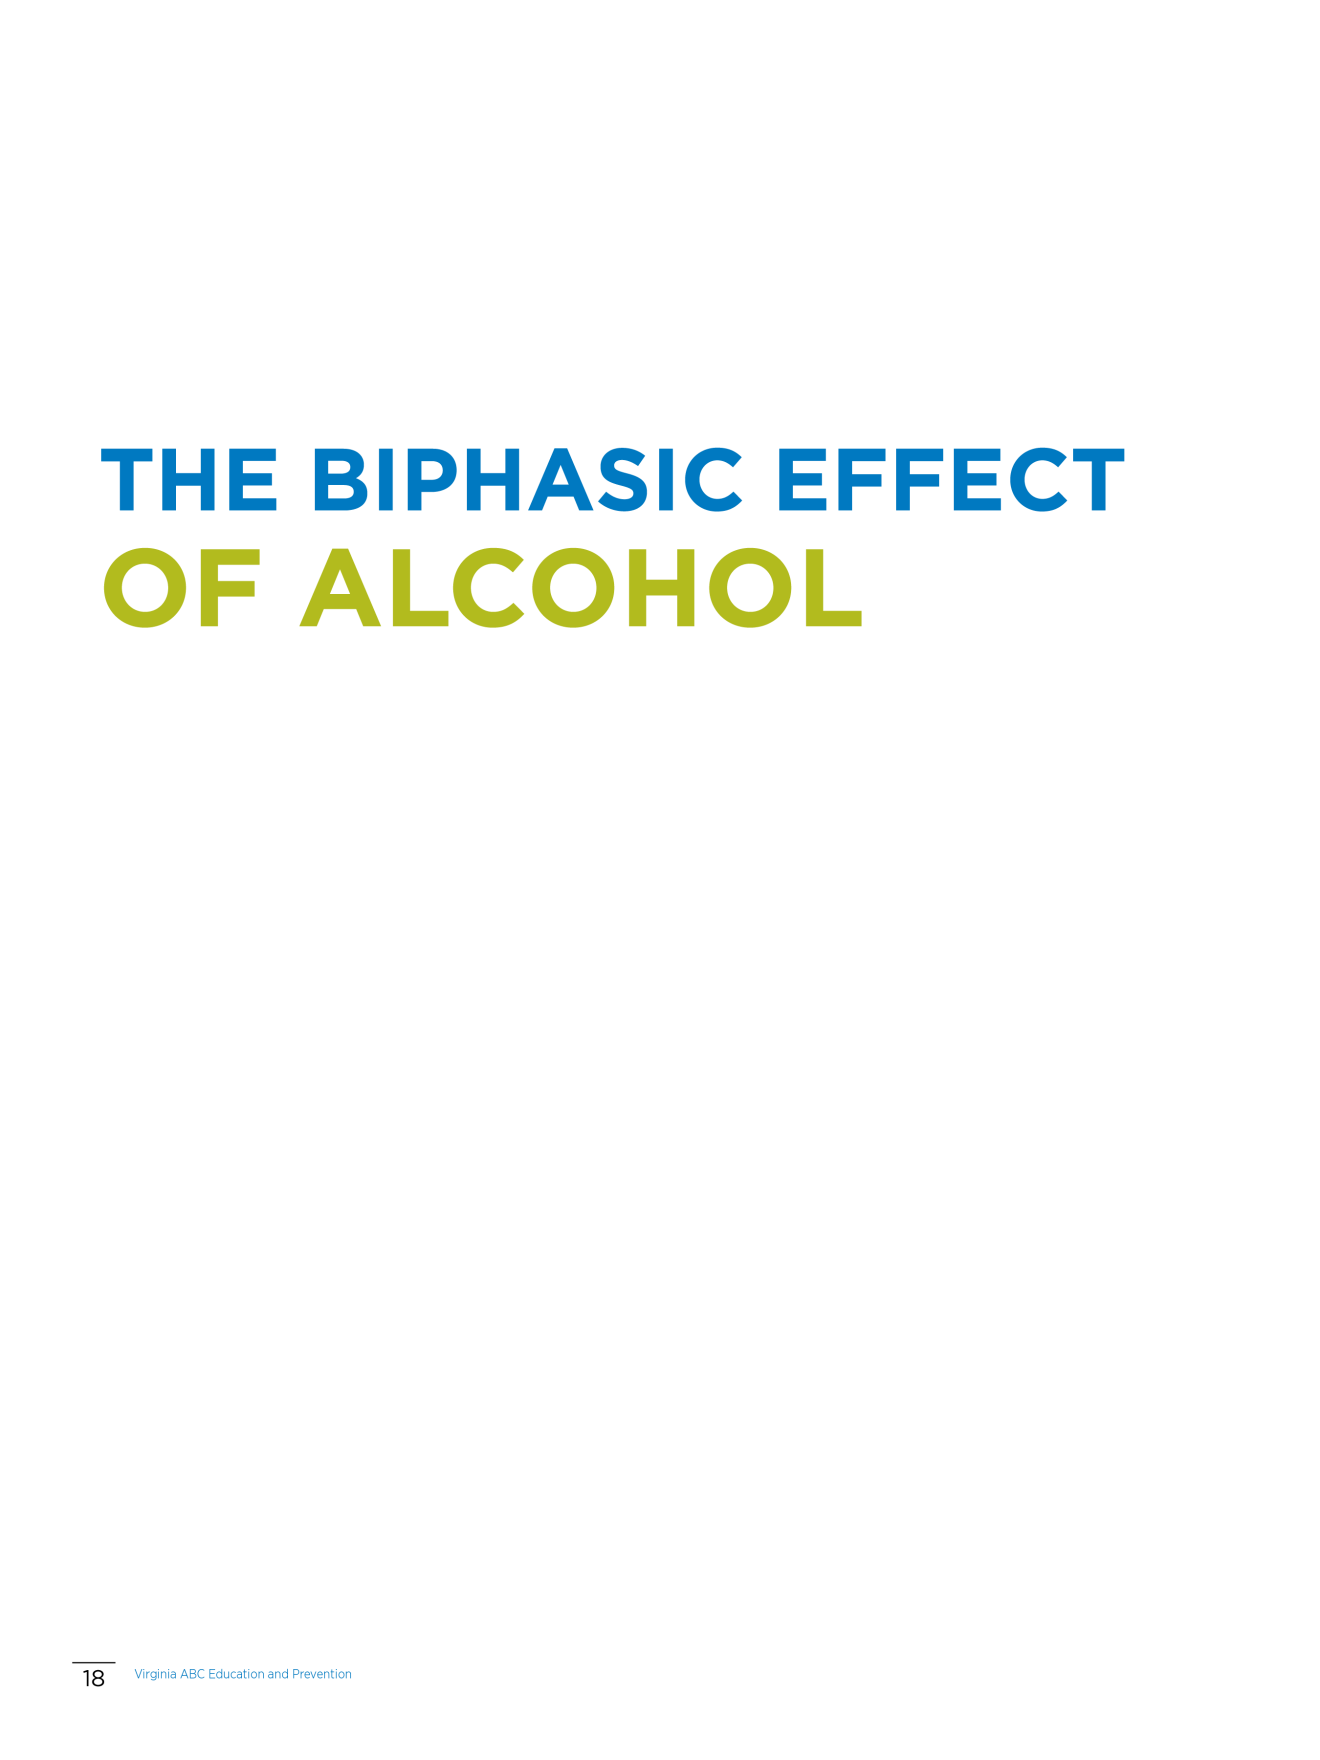 THE BIPHASIC EFFECT
OF ALCOHOL
18 Virginia ABC Education and Prevention